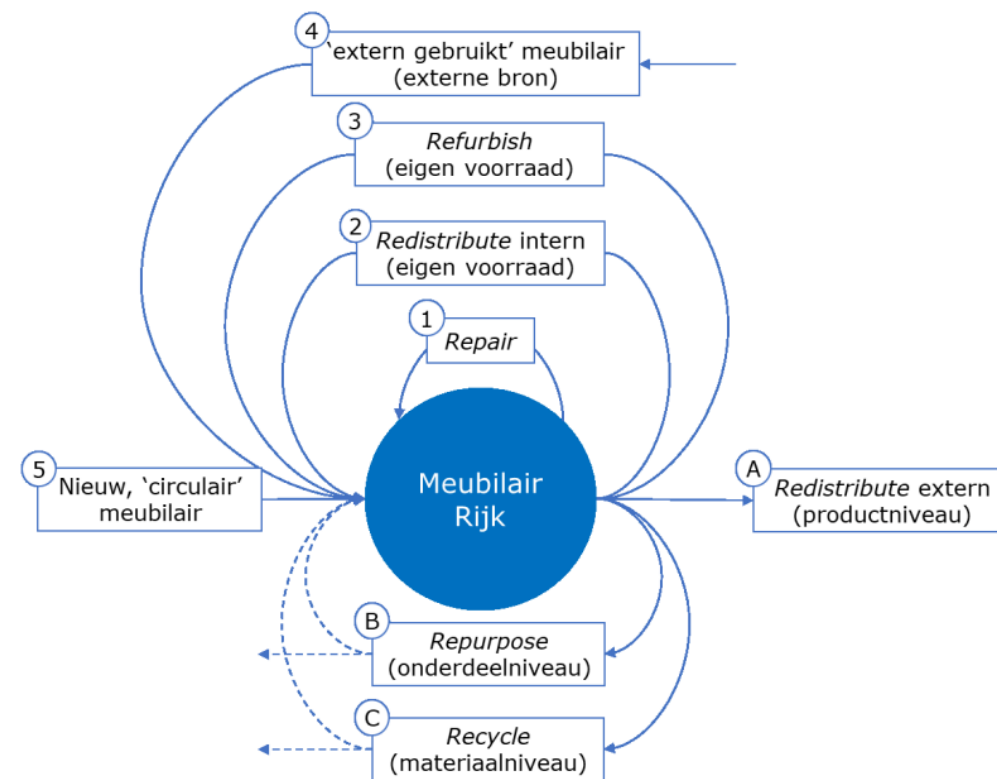 4
‘extern gebruikt’ meubilair
(externe bron)
3
Refurbish
(eigen voorraad)
2
Redistribute intern
(eigen voorraad)
1
Repair
5
Nieuw, ‘circulair’
meubilair
Meubilair
Rijk
A
Redistribute extern
(productniveau)
B
Repurpose
(onderdeelniveau)
C
Recycle
(materiaalniveau)